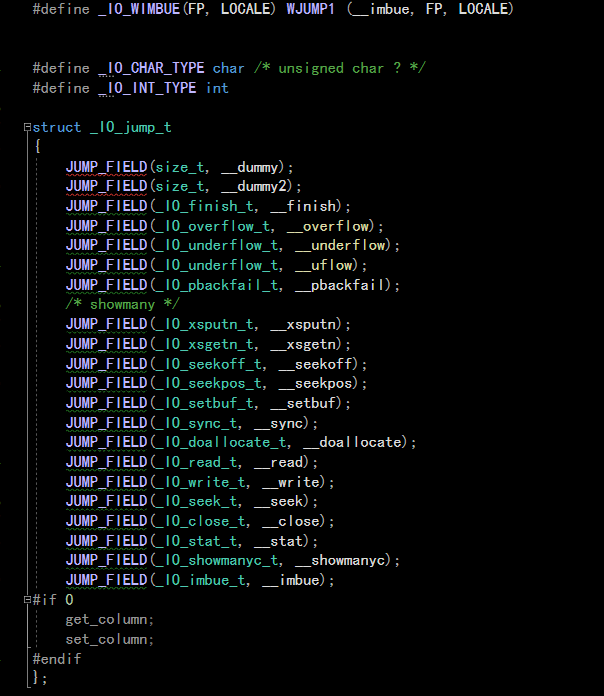 #define _IO_WIMBUE(FP, LOCALE) WJUMP1 (__imbue, FP, LOCALE)
#define _IO_CHAR_TYPE char /* unsigned char ? */
#define _IO_INT_TYPE int
struct _IO_jump_t
{
JUMP_FIELD(size_t, __dummy);
JUMP_FIELD(size_t, __dummy2);
JUMP_FIELD(_IO_finish_t, __finish);
JUMP_FIELD(_IO_overflow_t, __overflow);
JUMP_FIELD(_IO_underflow_t, __underflow);
JUMP_FIELD(_IO_underflow_t, __uflow);
JUMP_FIELD(_IO_pbackfail_t, __pbackfail);
/* showmany */
JUMP_FIELD(_IO_xsputn_t, __xsputn);
JUMP_FIELD(_IO_xsgetn_t, __xsgetn);
JUMP_FIELD(_IO_seekoff_t, __seekoff);
JUMP_FIELD(_IO_seekpos_t, __seekpos);
JUMP_FIELD(_IO_setbuf_t, __setbuf);
JUMP_FIELD(_IO_sync_t, __sync);
JUMP_FIELD(_IO_doallocate_t, __doallocate);
JUMP_FIELD(_IO_read_t, __read);
JUMP_FIELD(_IO_write_t, __write);
JUMP_FIELD(_IO_seek_t, __seek);
JUMP_FIELD(_IO_close_t, __close);
JUMP_FIELD(_IO_stat_t, __stat);
JUMP_FIELD(_IO_showmanyc_t, __showmanyc);
JUMP_FIELD(_IO_imbue_t, __imbue);
#if 0
get_column;
set_column;
#endif
};